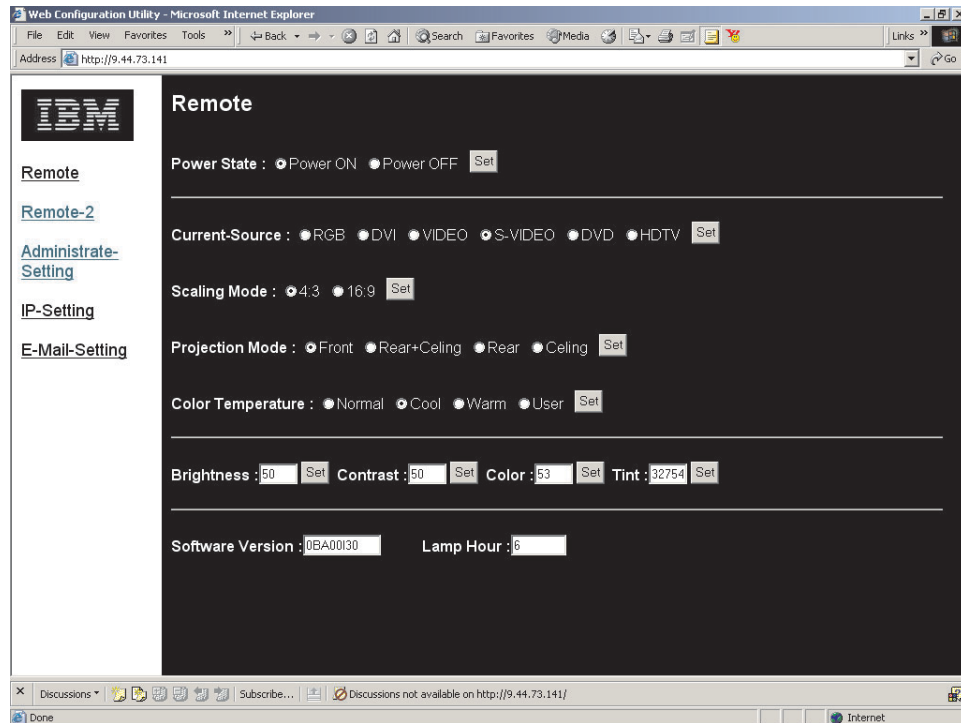 Web Configuration Utility - Microsoft Internet Explorer
File Edit View Favorites Tools » Back Search Favorites Media Links »
Address http://9.44.73.141 Go
IBM
Remote
Remote-2
Administrate-
Setting
IP-Setting
E-Mail-Setting
Remote
Power State : Power ON Power OFF Set
Current-Source : RGB DVI VIDEO S-VIDEO DVD HDTV Set
Scaling Mode : 4:3 16:9 Set
Projection Mode : Front Rear+Celing Rear Celing Set
Color Temperature : Normal Cool Warm User Set
Brightness : 50 Set Contrast : 50 Set Color : 53 Set Tint : 32754 Set
Software Version : 0BA00I30 Lamp Hour : 6
Discussions Subscribe... Discussions not available on http://9.44.73.141/
Done Internet